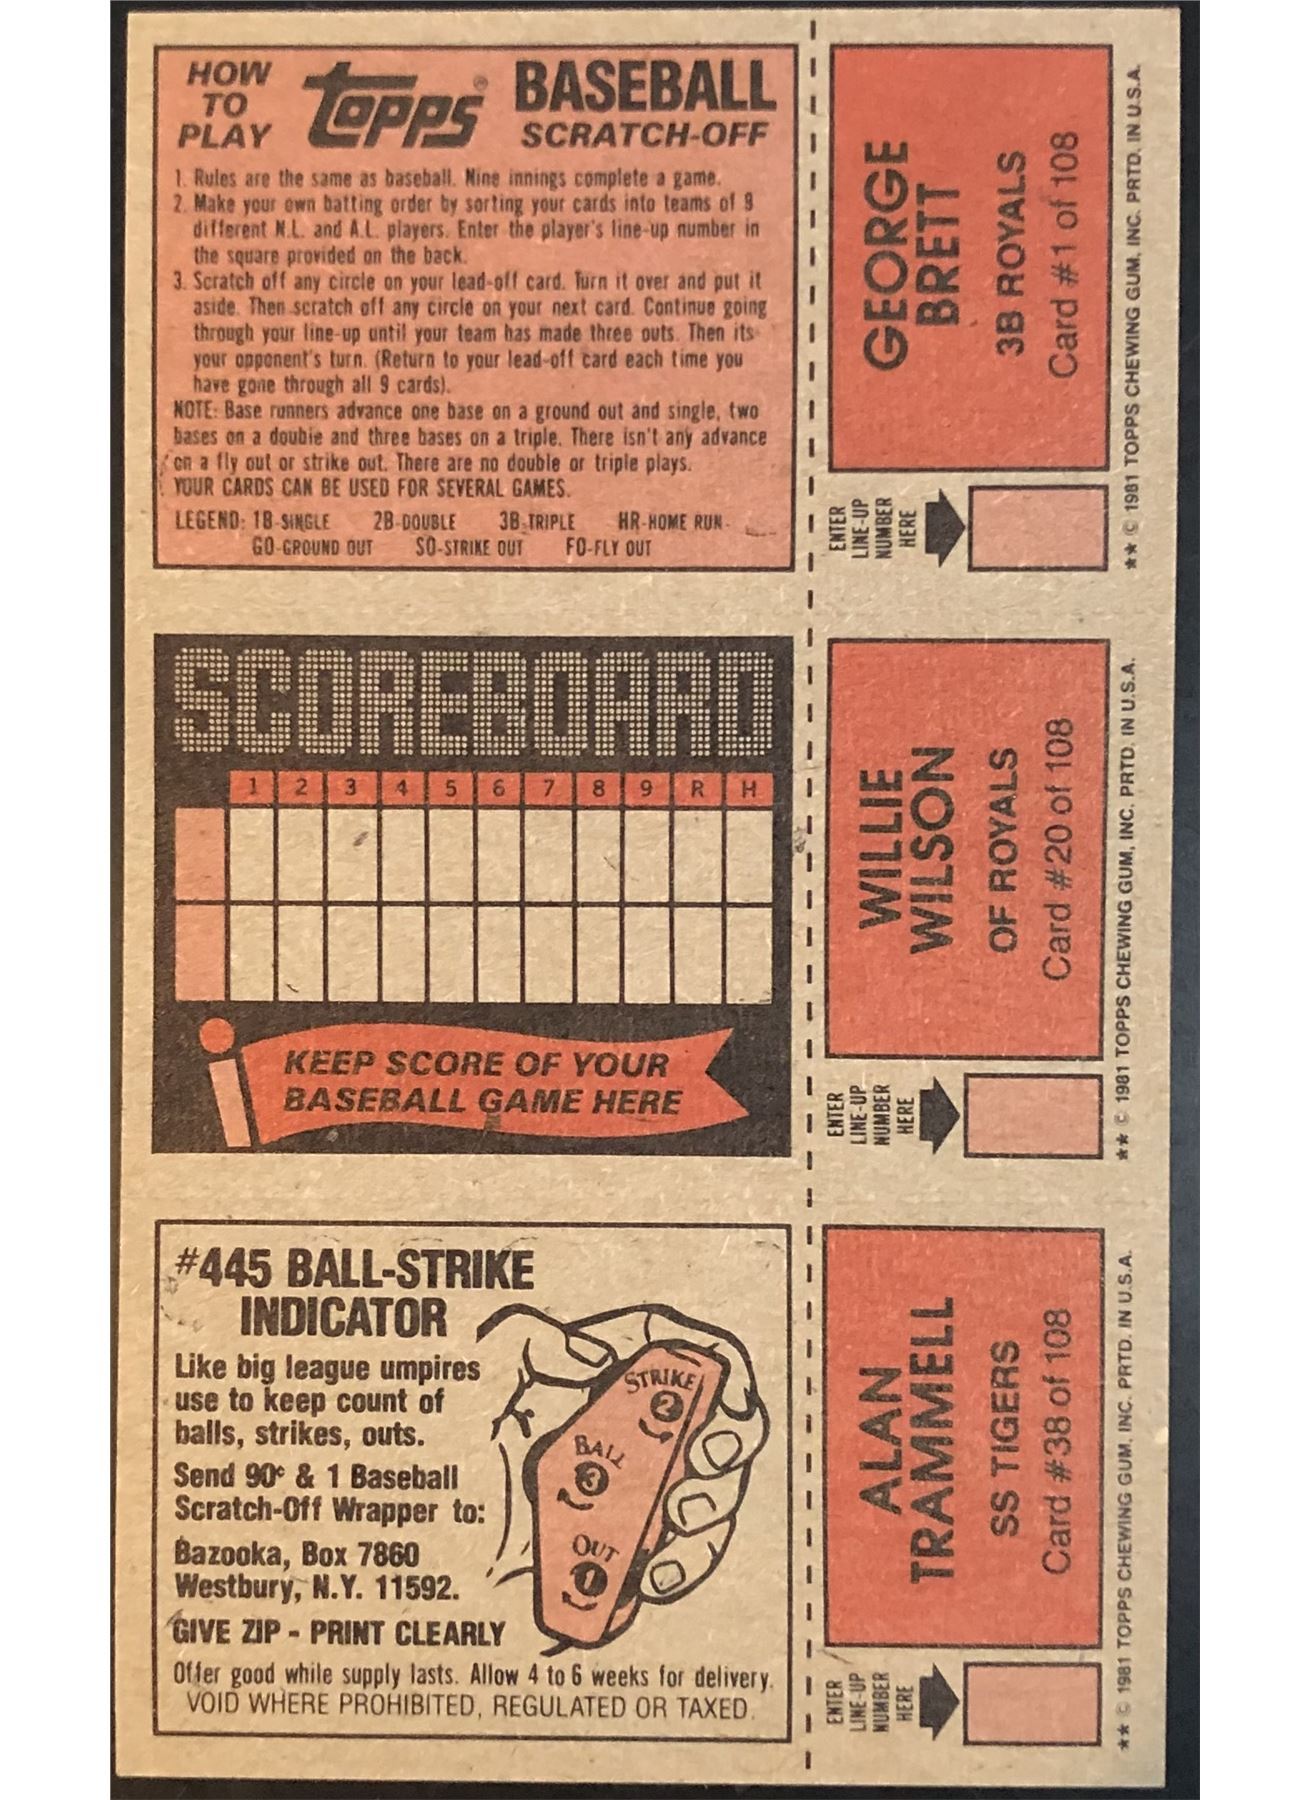 HOW
TO
PLAY
TOPPS®
BASEBALL
SCRATCH-OFF
1. Rules are the same as baseball. Nine innings complete a game.
2. Make your own batting order by sorting your cards into teams of 9
different N.L. and A.L. players. Enter the player's line-up number in
the square provided on the back.
3. Scratch off any circle on your lead-off card. Turn it over and put it
aside. Then scratch off any circle on your next card. Continue going
through your line-up until your team has made three outs. Then its
your opponent's turn. (Return to your lead-off card each time you
have gone through all 9 cards).
NOTE: Base runners advance one base on a ground out and single, two
bases on a double and three bases on a triple. There isn't any advance
on a fly out or strike out. There are no double or triple plays.
YOUR CARDS CAN BE USED FOR SEVERAL GAMES.
LEGEND: 1B-SINGLE 2B-DOUBLE 3B-TRIPLE HR-HOME RUN
GO-GROUND OUT SO-STRIKE OUT FO-FLY OUT
GEORGE
BRETT
3B ROYALS
Card #1 of 108
ENTER
LINE-UP
NUMBER
HERE
** © 1981 TOPPS CHEWING GUM, INC. PRTD. IN U.S.A.
SCOREBOARD
1 2 3 4 5 6 7 8 9 R H
KEEP SCORE OF YOUR
BASEBALL GAME HERE
WILLIE
WILSON
OF ROYALS
Card #20 of 108
ENTER
LINE-UP
NUMBER
HERE
** © 1981 TOPPS CHEWING GUM, INC. PRTD. IN U.S.A.
#445 BALL-STRIKE
INDICATOR
Like big league umpires
use to keep count of
balls, strikes, outs.
Send 90¢ & 1 Baseball
Scratch-Off Wrapper to:
Bazooka, Box 7860
Westbury, N.Y. 11592.
GIVE ZIP - PRINT CLEARLY
Offer good while supply lasts. Allow 4 to 6 weeks for delivery.
VOID WHERE PROHIBITED, REGULATED OR TAXED.
STRIKE
2
BALL
3
OUT
1
ALAN
TRAMMELL
SS TIGERS
Card #38 of 108
ENTER
LINE-UP
NUMBER
HERE
** © 1981 TOPPS CHEWING GUM, INC. PRTD. IN U.S.A.